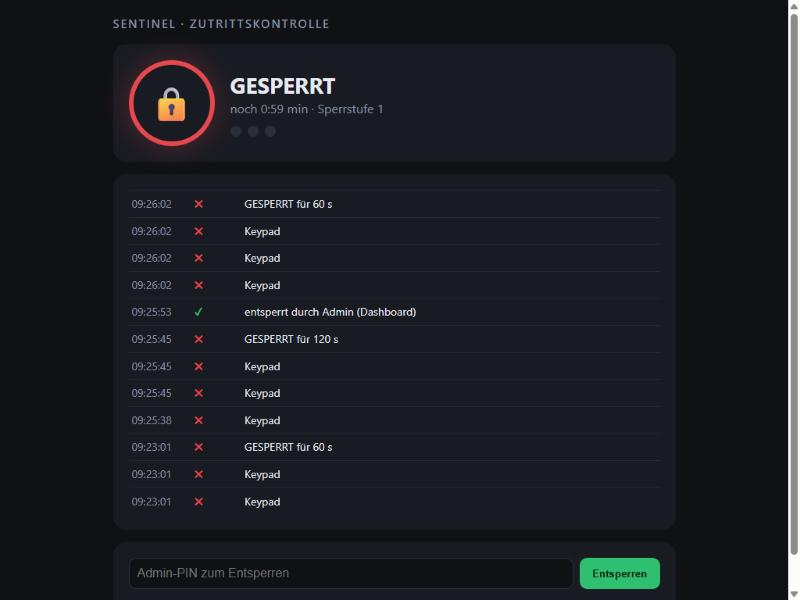 SENTINEL · ZUTRITTSKONTROLLE
GESPERRT
noch 0:59 min · Sperrstufe 1
09:26:02 ✕ GESPERRT für 60 s
09:26:02 ✕ Keypad
09:26:02 ✕ Keypad
09:26:02 ✕ Keypad
09:25:53 ✓ entsperrt durch Admin (Dashboard)
09:25:45 ✕ GESPERRT für 120 s
09:25:45 ✕ Keypad
09:25:45 ✕ Keypad
09:25:38 ✕ Keypad
09:23:01 ✕ GESPERRT für 60 s
09:23:01 ✕ Keypad
09:23:01 ✕ Keypad
Admin-PIN zum Entsperren Entsperren